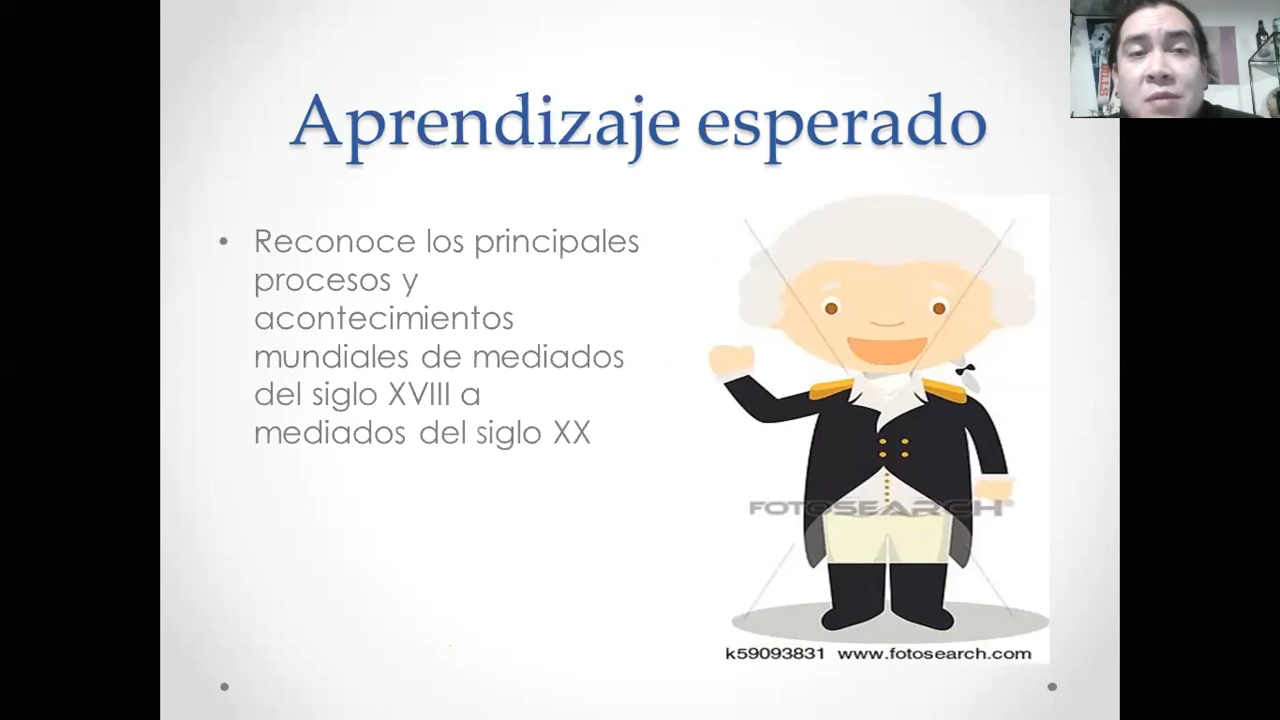 Aprendizaje esperado
• Reconoce los principales
procesos y
acontecimientos
mundiales de mediados
del siglo XVIII a
mediados del siglo XX
FOTOSEARCH®
k59093831 www.fotosearch.com